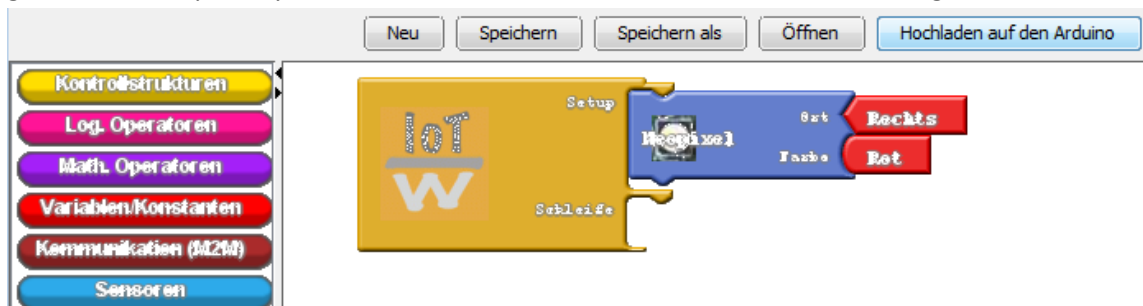 Neu Speichern Speichern als Öffnen Hochladen auf den Arduino
Kontrollstrukturen
Log. Operatoren
Math. Operatoren
Variablen/Konstanten
Kommunikation (M2M)
Sensoren
IoT
W
Setup
Schleife
Neopixel
Ort
Rechts
Farbe
Rot